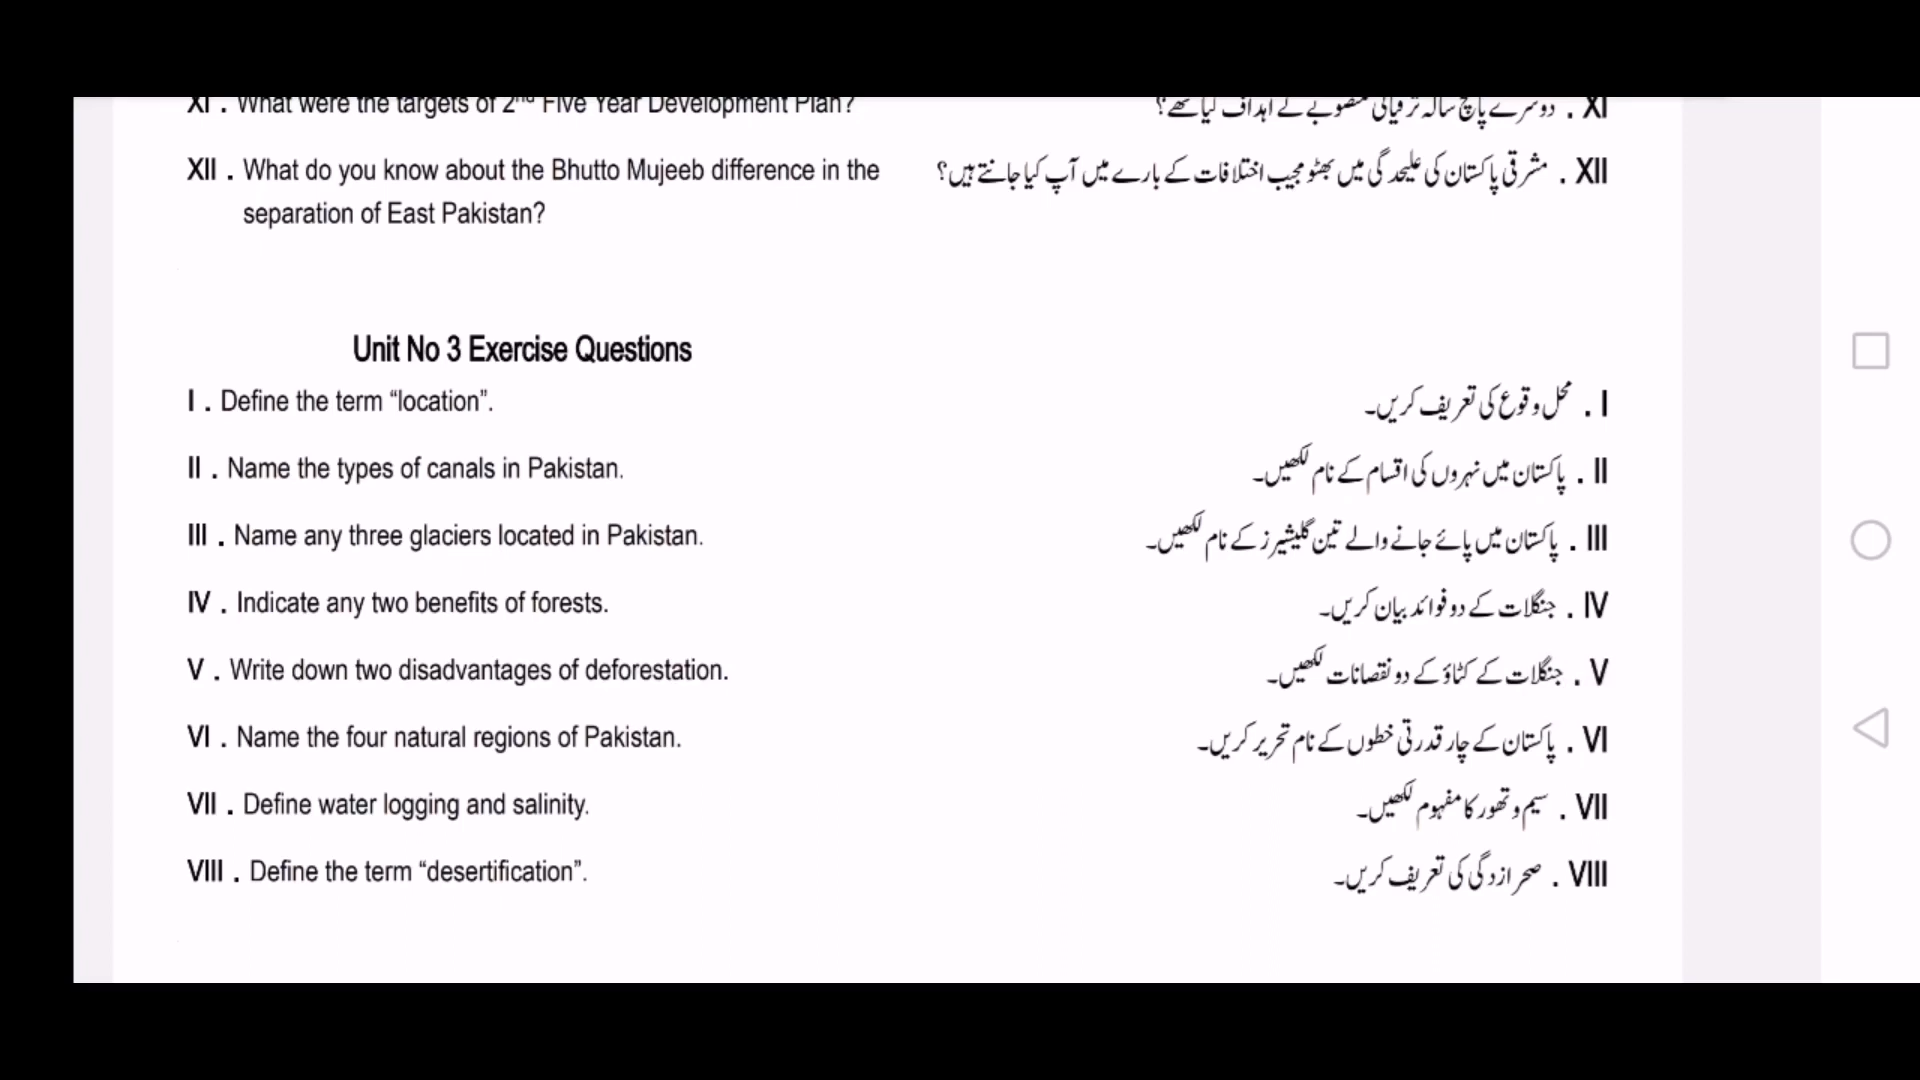 XI . What were the targets of 2nd Five Year Development Plan?
XI . دوسرے پانچ سالہ ترقیاتی منصوبے کے اہداف کیا تھے؟
XII . What do you know about the Bhutto Mujeeb difference in the
separation of East Pakistan?
XII . مشرقی پاکستان کی علیحدگی میں بھٹو مجیب اختلافات کے بارے میں آپ کیا جانتے ہیں؟
Unit No 3 Exercise Questions
I . Define the term “location”.
I . محل وقوع کی تعریف کریں۔
II . Name the types of canals in Pakistan.
II . پاکستان میں نہروں کی اقسام کے نام لکھیں۔
III . Name any three glaciers located in Pakistan.
III . پاکستان میں پائے جانے والے تین گلیشیرز کے نام لکھیں۔
IV . Indicate any two benefits of forests.
IV . جنگلات کے دو فوائد بیان کریں۔
V . Write down two disadvantages of deforestation.
V . جنگلات کے کٹاؤ کے دو نقصانات لکھیں۔
VI . Name the four natural regions of Pakistan.
VI . پاکستان کے چار قدرتی خطوں کے نام تحریر کریں۔
VII . Define water logging and salinity.
VII . سیم و تھور کا مفہوم لکھیں۔
VIII . Define the term “desertification”.
VIII . صحرا زدگی کی تعریف کریں۔